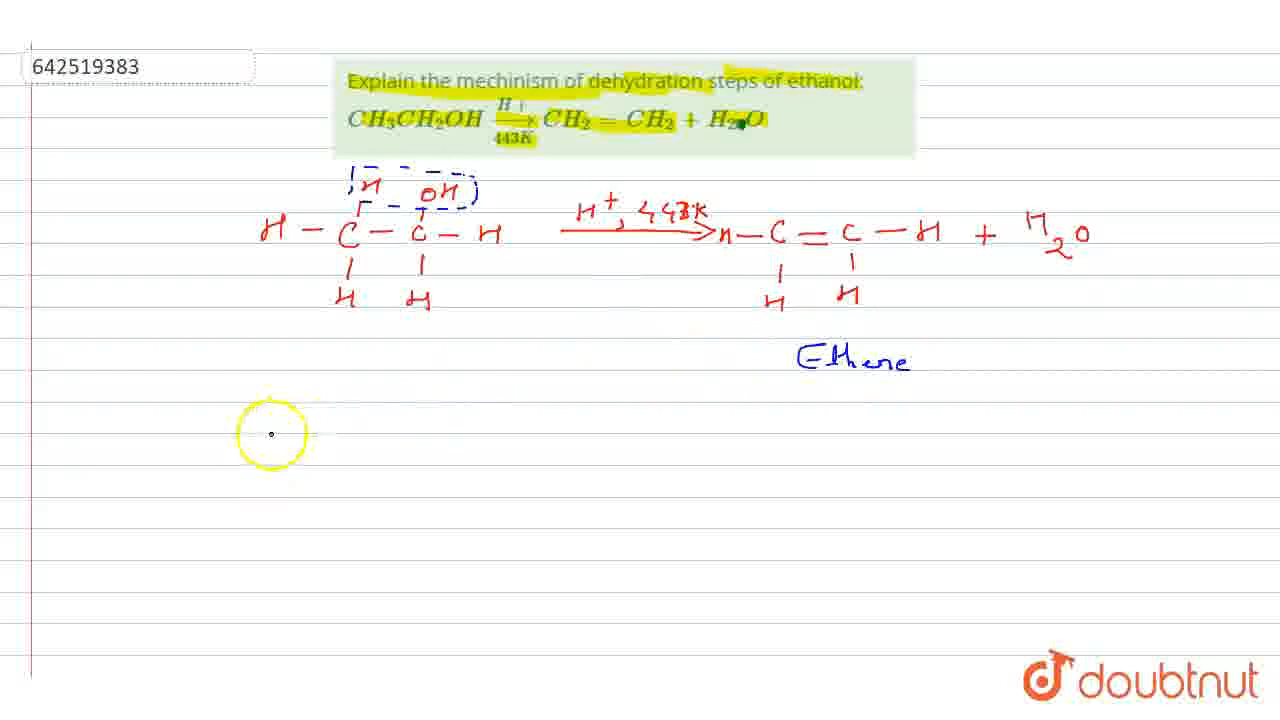 642519383
Explain the mechinism of dehydration steps of ethanol:
CH₃CH₂OH →[H+, 443K] CH₂ = CH₂ + H₂O
H OH
H – C – C – H →[H⁺, 443K] H – C = C – H + H₂O
H H H H
Ethene
doubtnut